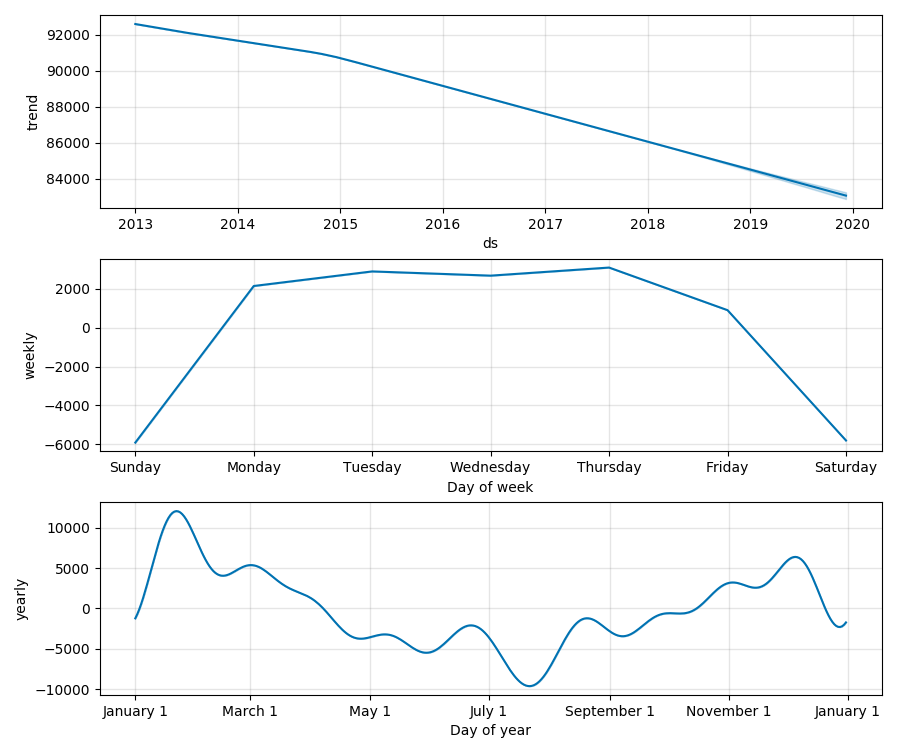 92000
90000
88000
86000
84000
trend
2013 2014 2015 2016 2017 2018 2019 2020
ds
2000
0
−2000
−4000
−6000
weekly
Sunday Monday Tuesday Wednesday Thursday Friday Saturday
Day of week
10000
5000
0
−5000
−10000
yearly
January 1 March 1 May 1 July 1 September 1 November 1 January 1
Day of year